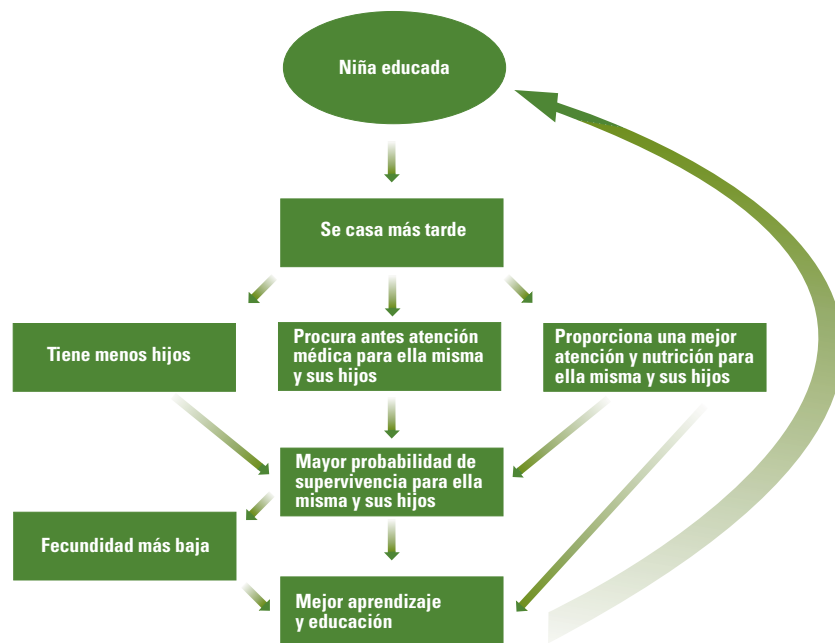 Niña educada
Se casa más tarde
Tiene menos hijos
Procura antes atención
médica para ella misma
y sus hijos
Proporciona una mejor
atención y nutrición para
ella misma y sus hijos
Mayor probabilidad de
supervivencia para ella
misma y sus hijos
Fecundidad más baja
Mejor aprendizaje
y educación